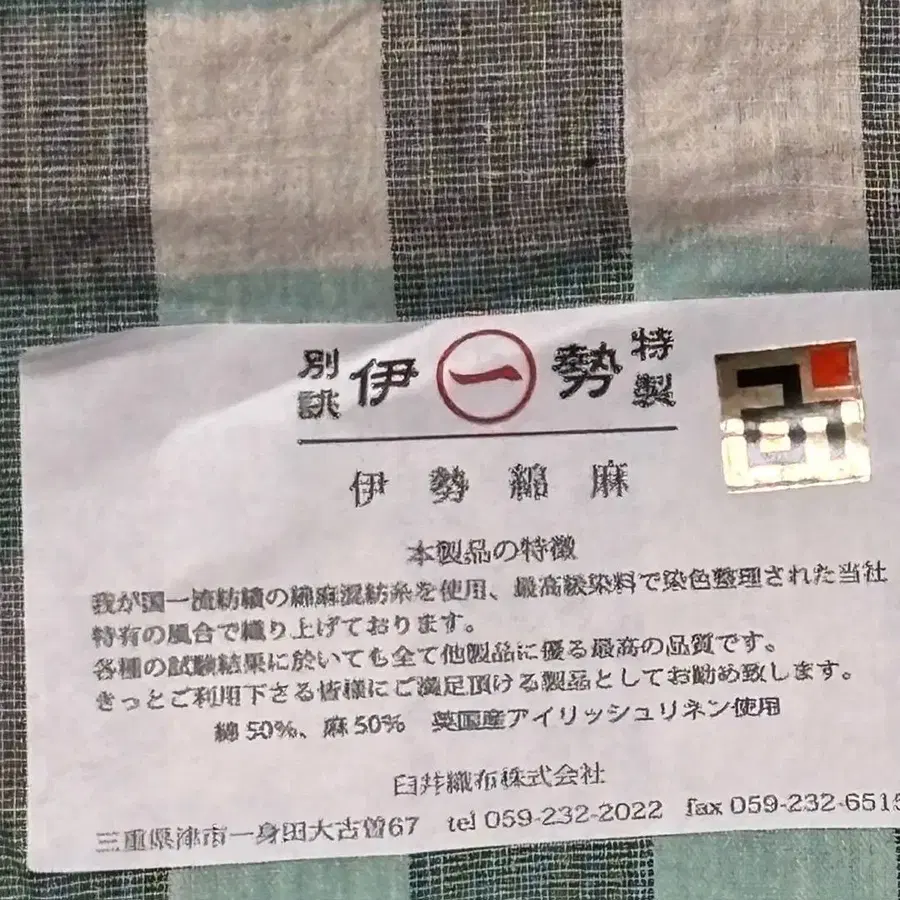 別誂 伊 一 勢 特製
伊勢綿麻
本製品の特徴
我が国一流紡績の綿麻混紡糸を使用、最高級染料で染色整理された当社
特有の風合で織り上げております。
各種の試験結果に於いても全て他製品に優る最高の品質です。
きっとご利用下さる皆様にご満足頂ける製品としてお勧め致します。
綿50%、麻50% 英国産アイリッシュリネン使用
臼井織布株式会社
三重県津市一身田大古曽67 tel 059-232-2022 fax 059-232-6515